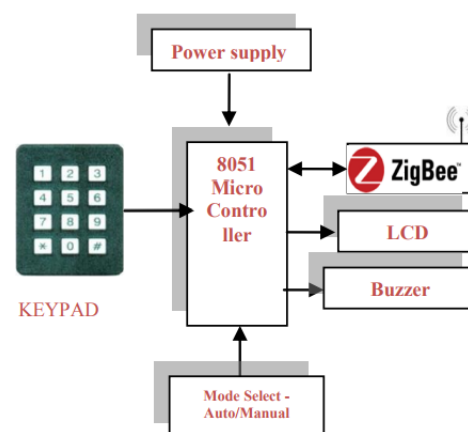 Power supply
8051
Micro
Contro
ller
ZigBee™
1 2 3
4 5 6
7 8 9
* 0 #
LCD
Buzzer
KEYPAD
Mode Select -
Auto/Manual